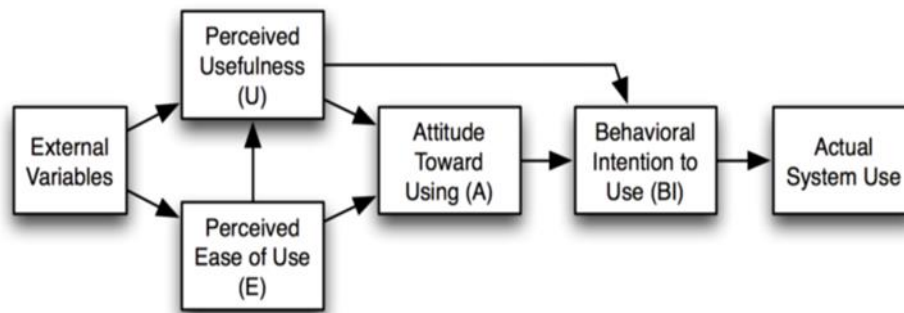 External
Variables
Perceived
Usefulness
(U)
Perceived
Ease of Use
(E)
Attitude
Toward
Using (A)
Behavioral
Intention to
Use (BI)
Actual
System Use